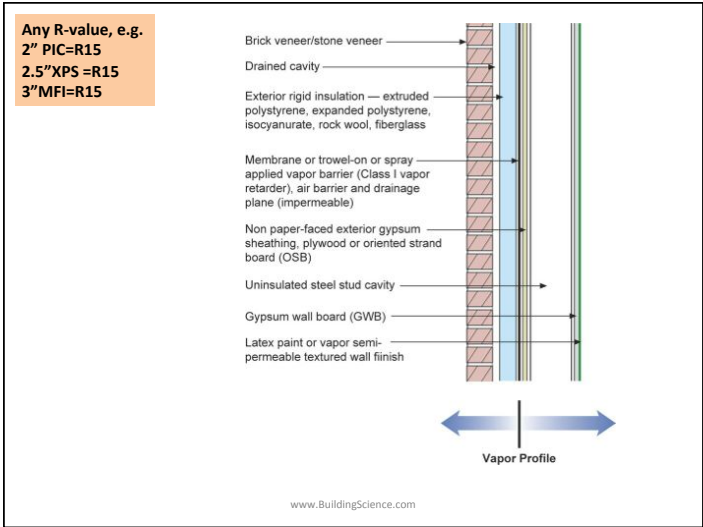 Any R-value, e.g.
2” PIC=R15
2.5”XPS =R15
3”MFI=R15
Brick veneer/stone veneer
Drained cavity
Exterior rigid insulation — extruded
polystyrene, expanded polystyrene,
isocyanurate, rock wool, fiberglass
Membrane or trowel-on or spray
applied vapor barrier (Class I vapor
retarder), air barrier and drainage
plane (impermeable)
Non paper-faced exterior gypsum
sheathing, plywood or oriented strand
board (OSB)
Uninsulated steel stud cavity
Gypsum wall board (GWB)
Latex paint or vapor semi-
permeable textured wall fiinish
Vapor Profile
www.BuildingScience.com